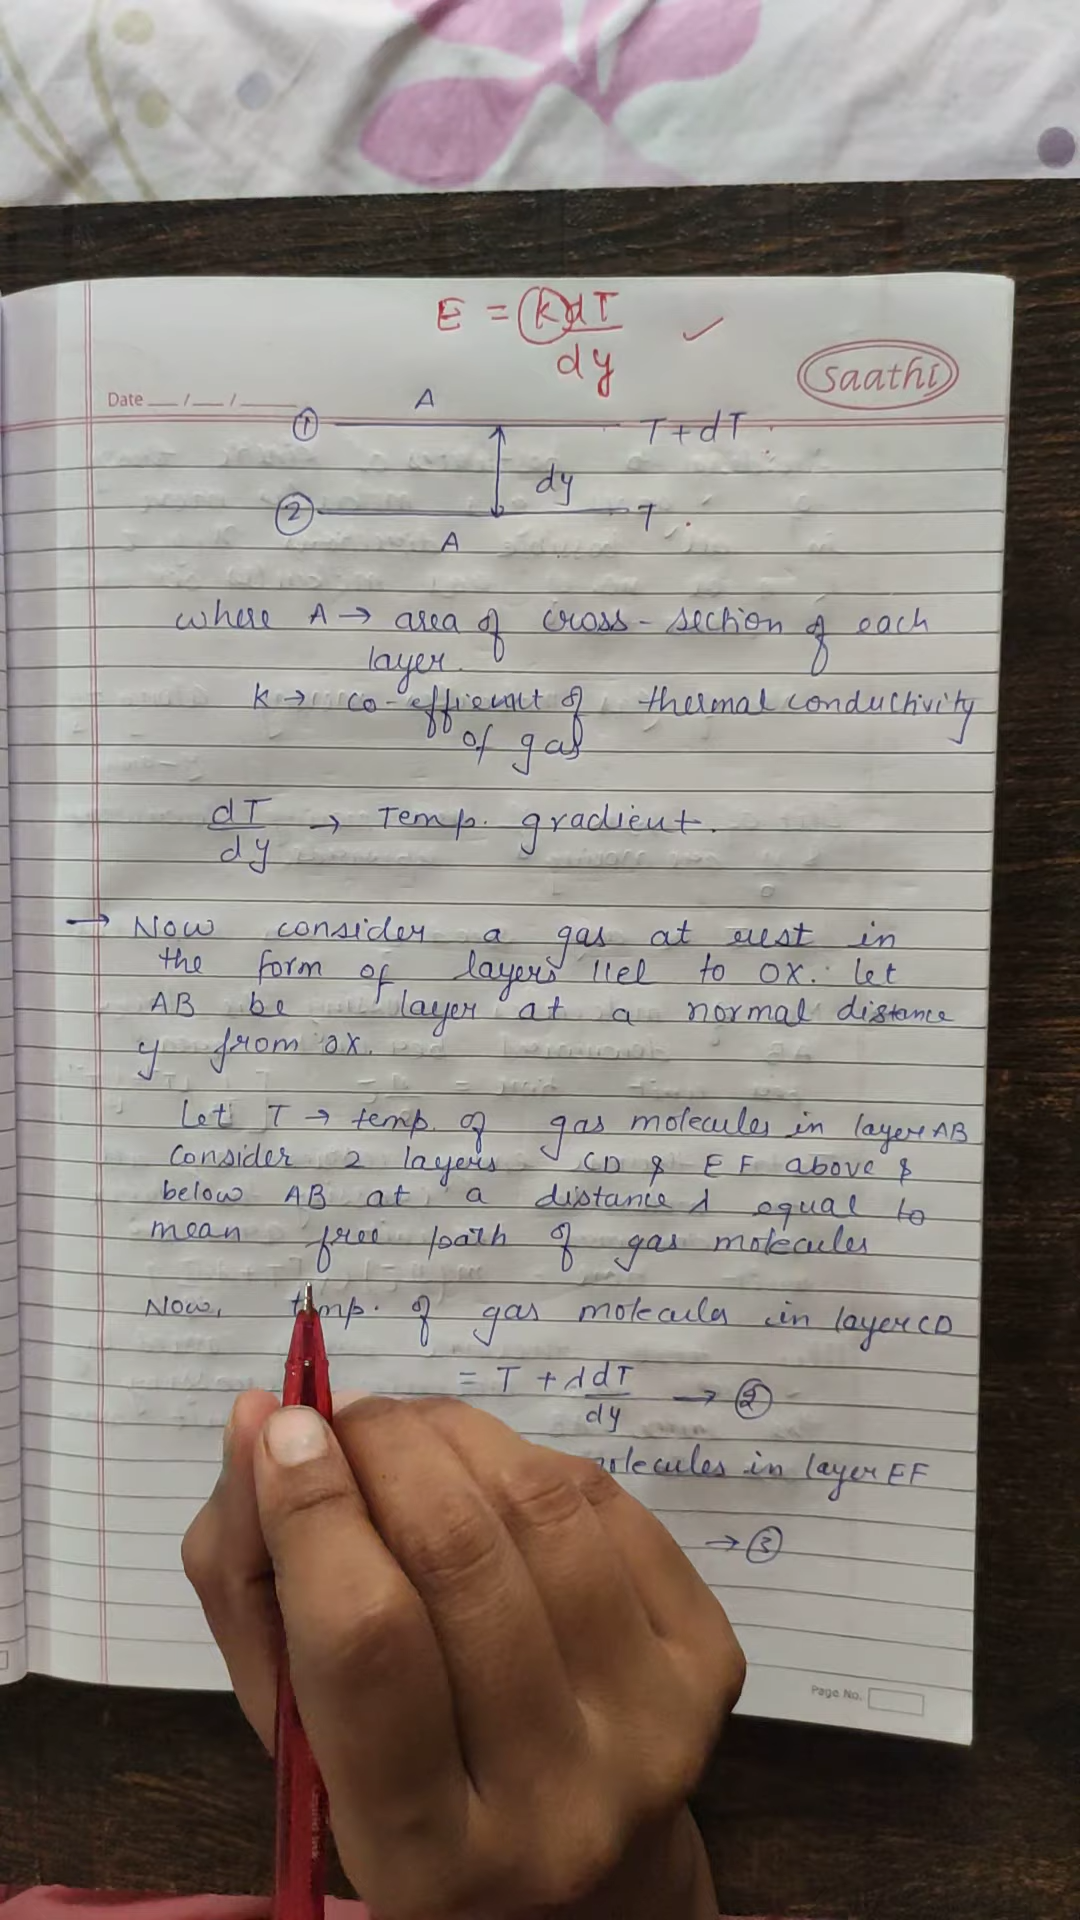 E = k dT
dy
saathi
Date __/__/____
A
① T+dT
dy
② T
A
where A → area of cross-section of each
layer.
K → co-efficient of thermal conductivity
of gas
dT
dy → Temp. gradient.
→ Now consider a gas at rest in
the form of layers llel to OX. let
AB be layer at a normal distance
y from OX.
Let T → temp. of gas molecules in layer AB
Consider 2 layers CD & EF above &
below AB at a distance λ equal to
mean free path of gas molecules
Now, temp. of gas molecules in layer CD
= T + λ dT → ②
dy
molecules in layer EF
→ ③
Page No.